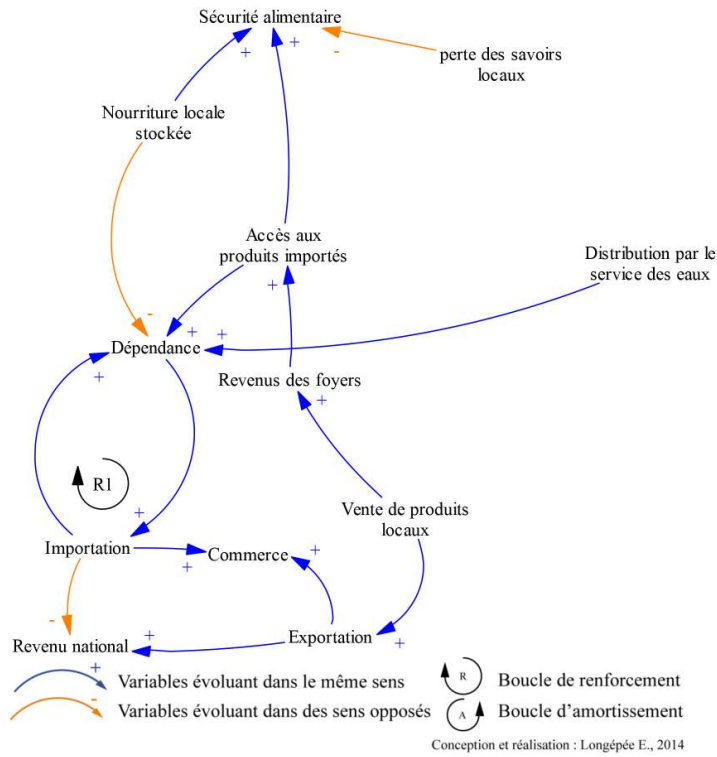 Sécurité alimentaire
+
+
-
perte des savoirs
locaux
Nourriture locale
stockée
Accès aux
produits importés
Distribution par le
service des eaux
+
-
+
+
Dépendance
+
Revenus des foyers
+
R1
Vente de produits
locaux
+
Importation
Commerce
+
+
-
Exportation
+
+
Revenu national
+
Variables évoluant dans le même sens
-
Variables évoluant dans des sens opposés
R
Boucle de renforcement
A
Boucle d’amortissement
Conception et réalisation : Longépée E., 2014